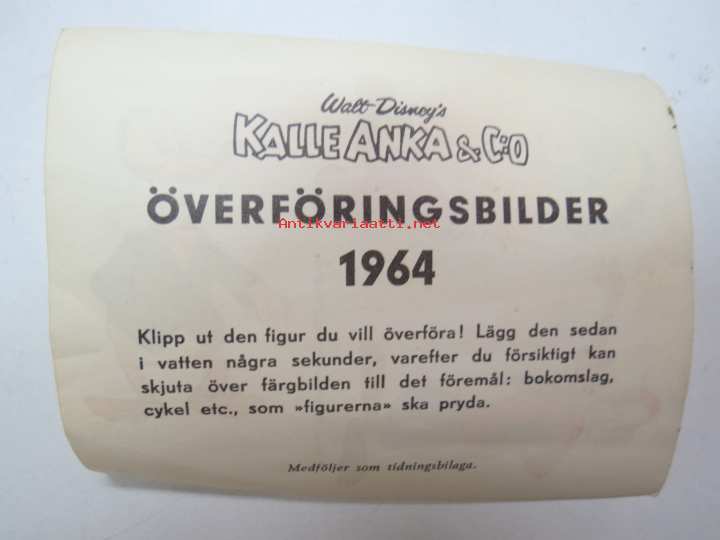 Walt Disney's
KALLE ANKA & C:O
ÖVERFÖRINGSBILDER
Antikvariaatti.net
1964
Klipp ut den figur du vill överföra! Lägg den sedan
i vatten några sekunder, varefter du försiktigt kan
skjuta över färgbilden till det föremål: bokomslag,
cykel etc., som »figurerna» ska pryda.
Medföljer som tidningsbilaga.